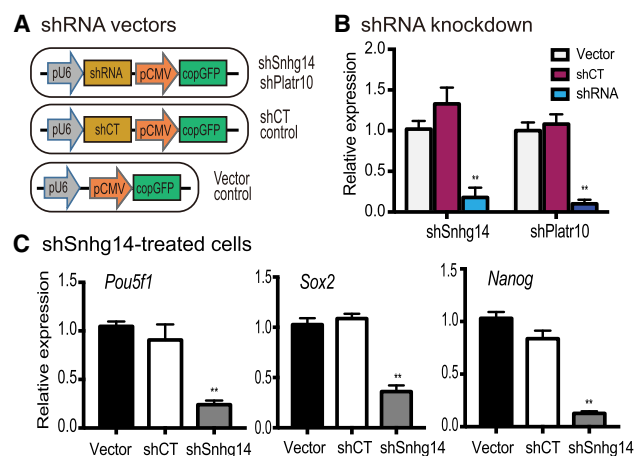 A shRNA vectors
pU6 shRNA pCMV copGFP
shSnhg14
shPlatr10
pU6 shCT pCMV copGFP
shCT
control
pU6 pCMV copGFP
Vector
control
B shRNA knockdown
Relative expression
2.0
1.5
1.0
0.5
0.0
Vector
shCT
shRNA
**
**
shSnhg14 shPlatr10
C shSnhg14-treated cells
Relative expression
Pou5f1
1.5
1.0
0.5
0.0
**
Vector shCT shSnhg14
Sox2
1.5
1.0
0.5
0.0
**
Vector shCT shSnhg14
Nanog
1.5
1.0
0.5
0.0
**
Vector shCT shSnhg14